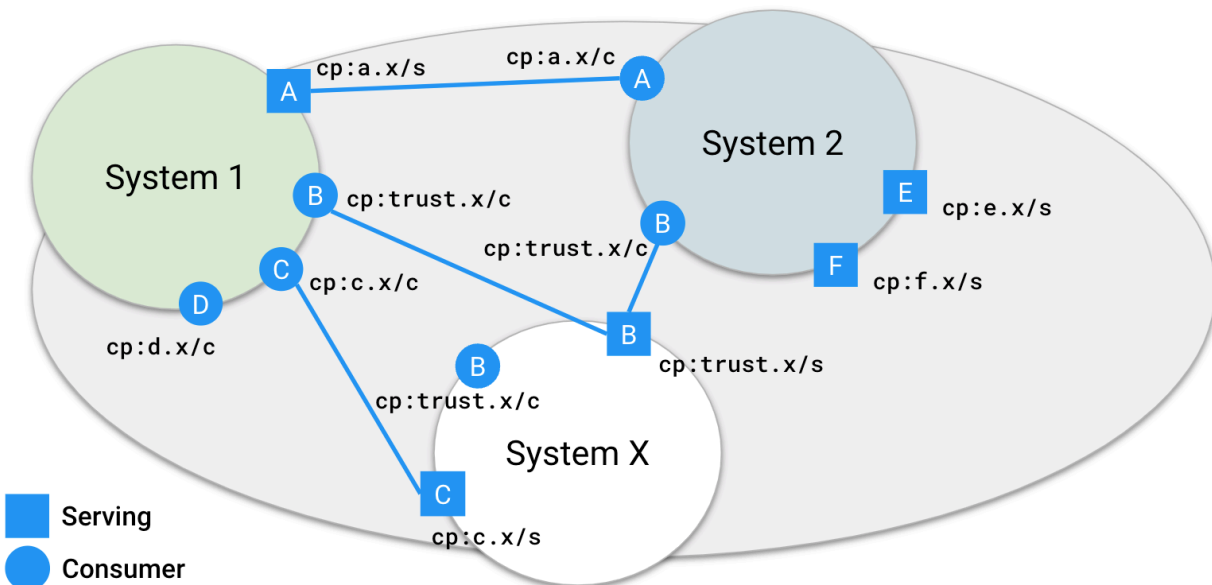 cp:a.x/s
cp:a.x/c
A
A
System 1
System 2
B
cp:trust.x/c
E
cp:e.x/s
B
cp:trust.x/c
C
cp:c.x/c
F
cp:f.x/s
D
cp:d.x/c
B
cp:trust.x/s
B
cp:trust.x/c
System X
C
cp:c.x/s
Serving
Consumer